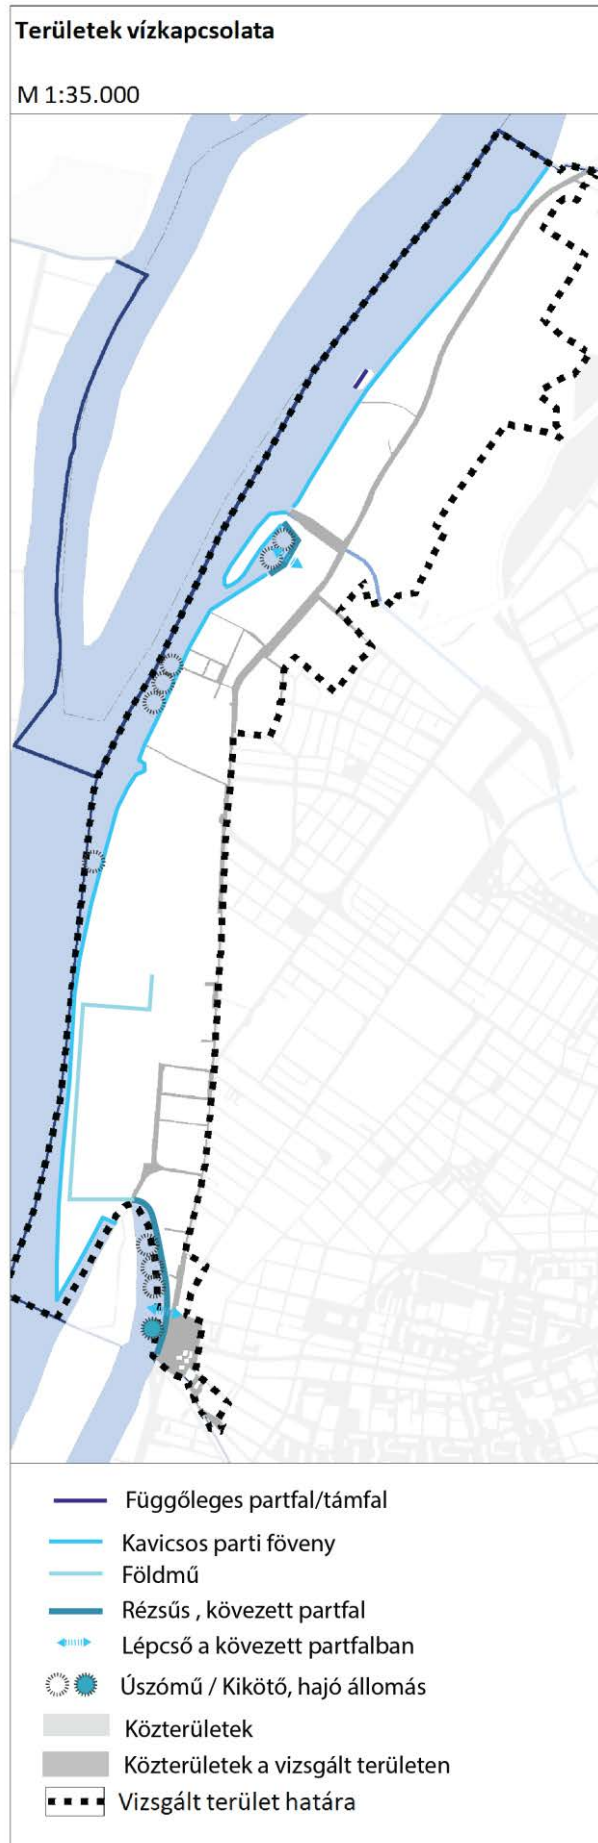 Területek vízkapcsolata
M 1:35.000
Függőleges partfal/támfal
Kavicsos parti föveny
Földmű
Rézsűs , kövezett partfal
Lépcső a kövezett partfalban
Úszómű / Kikötő, hajó állomás
Közterületek
Közterületek a vizsgált területen
Vizsgált terület határa